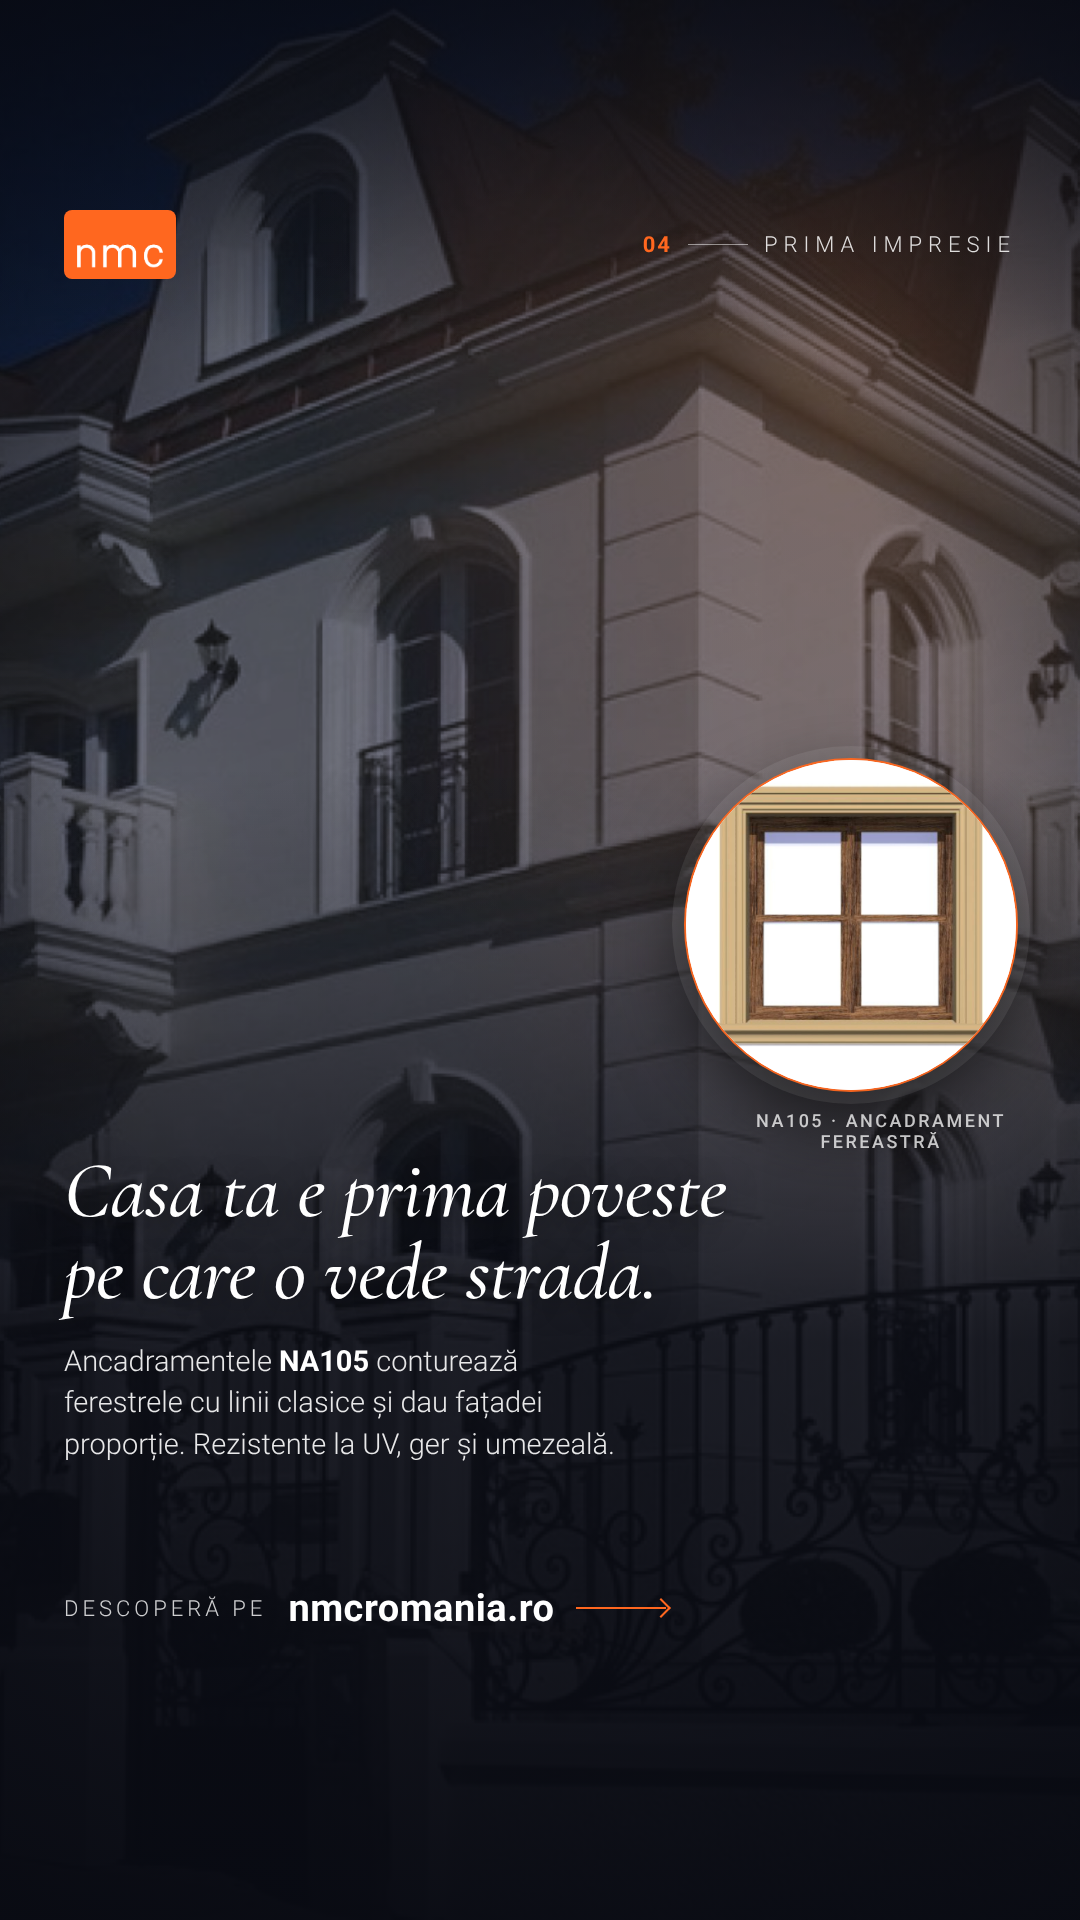 nmc
04 PRIMA IMPRESIE
NA105 · ANCADRAMENT
FEREASTRĂ
Casa ta e prima poveste
pe care o vede strada.
Ancadramentele NA105 conturează
ferestrele cu linii clasice și dau fațadei
proporție. Rezistente la UV, ger și umezeală.
DESCOPERĂ PE nmcromania.ro